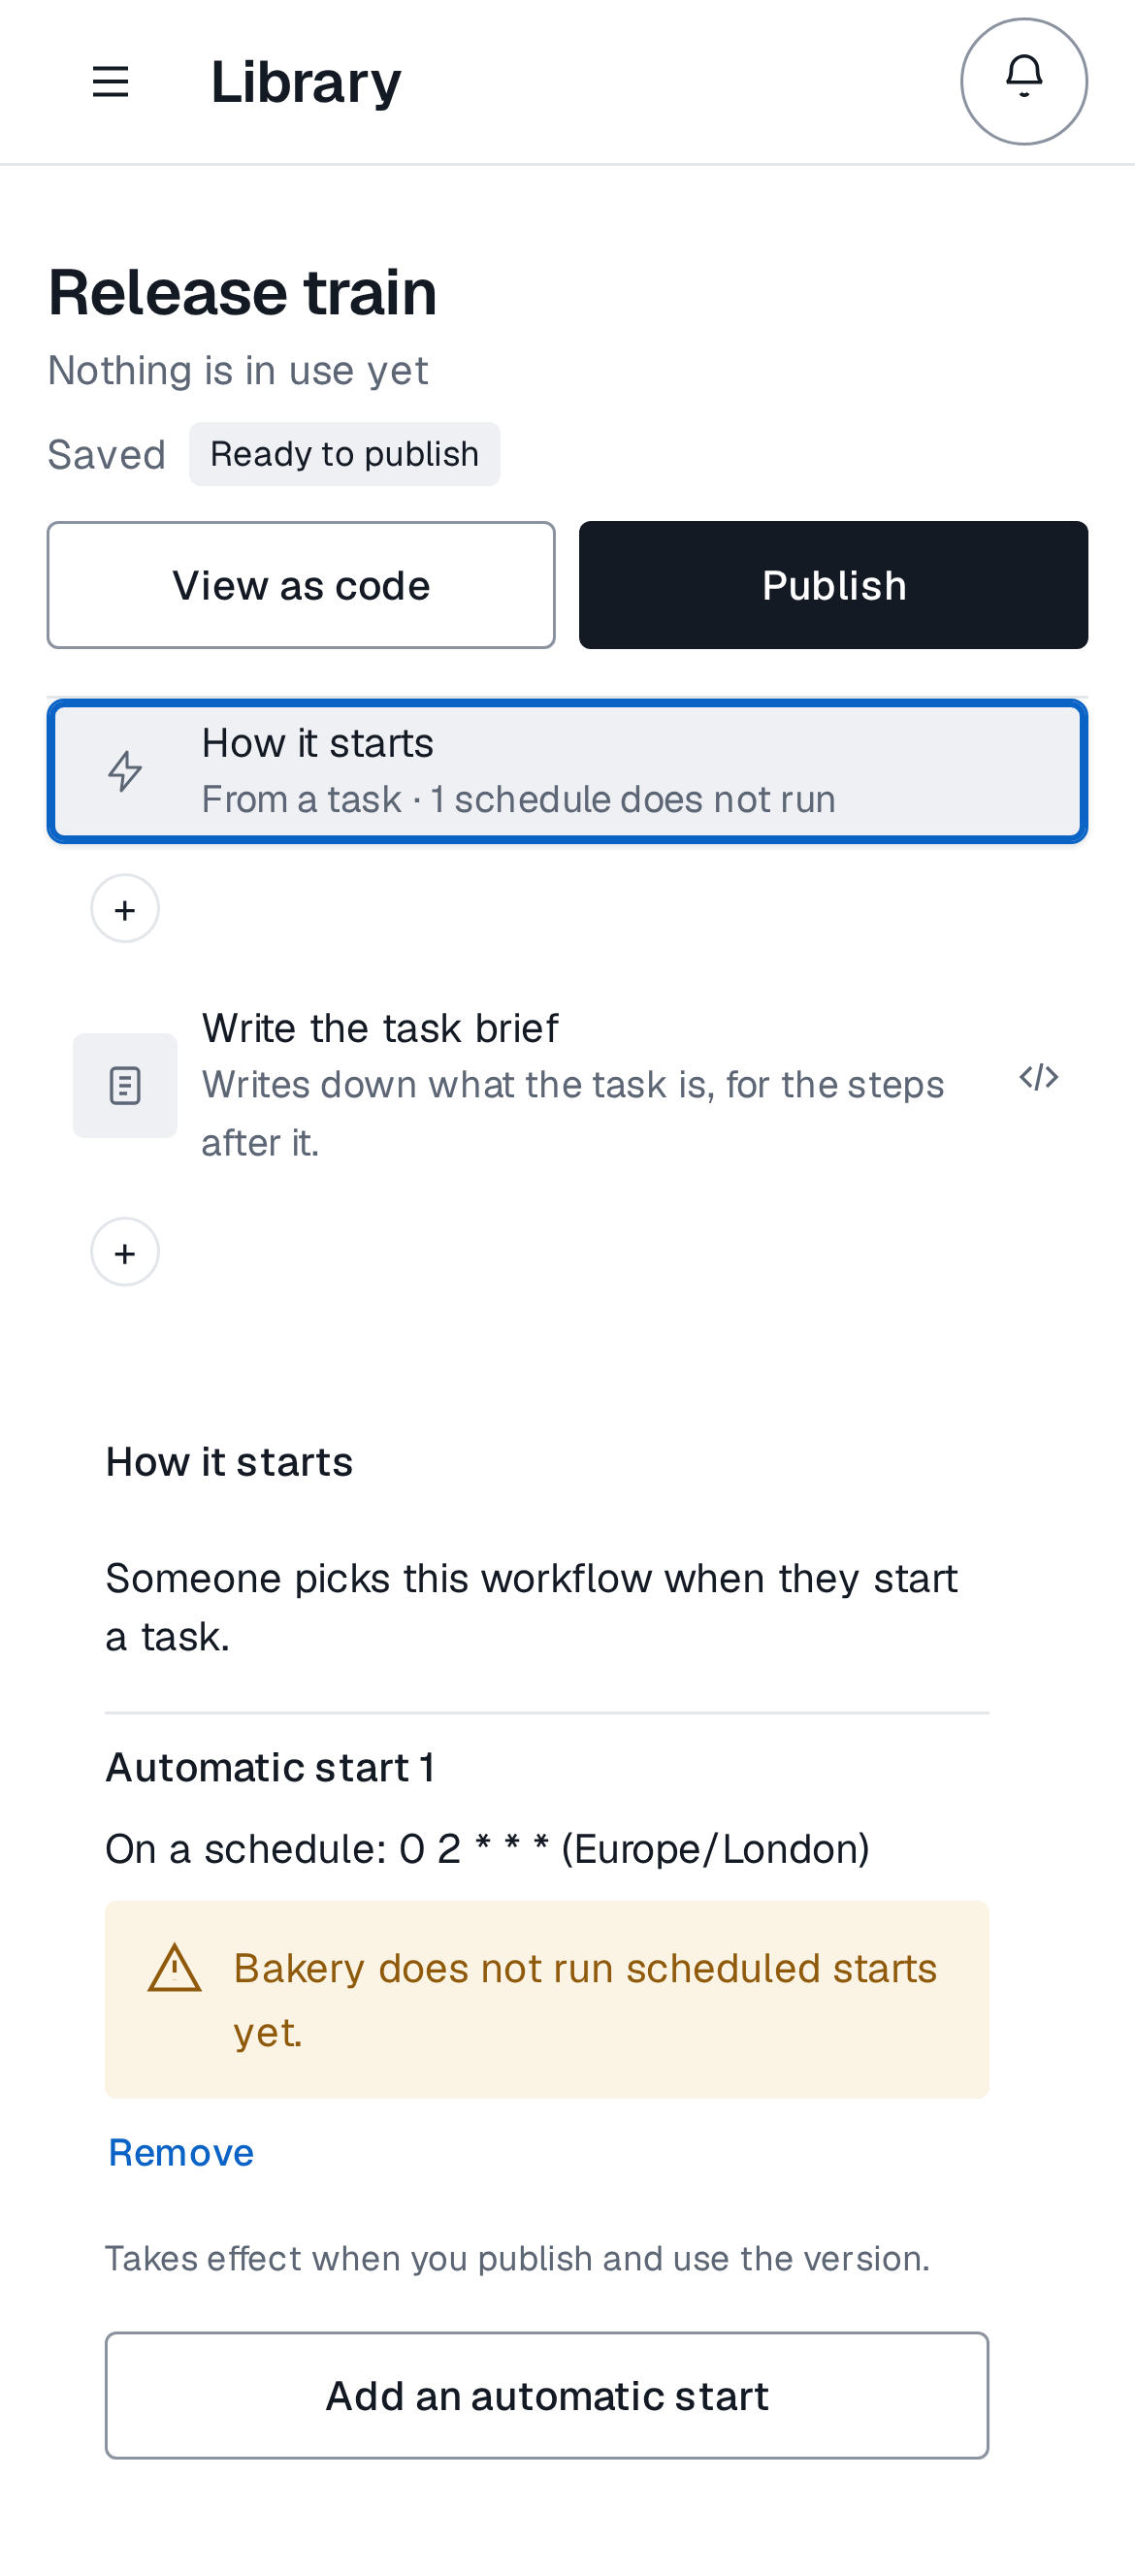 Library
Release train
Nothing is in use yet
Saved
Ready to publish
View as code
Publish
How it starts
From a task · 1 schedule does not run
+
Write the task brief
Writes down what the task is, for the steps
after it.
+
How it starts
Someone picks this workflow when they start
a task.
Automatic start 1
On a schedule: 0 2 * * * (Europe/London)
Bakery does not run scheduled starts
yet.
Remove
Takes effect when you publish and use the version.
Add an automatic start